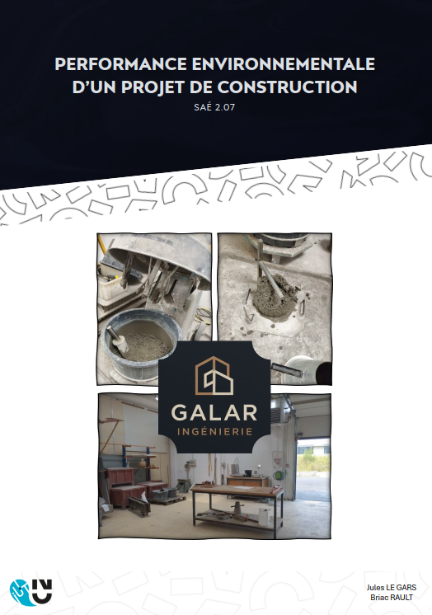 PERFORMANCE ENVIRONNEMENTALE
D'UN PROJET DE CONSTRUCTION
SAÉ 2.07
GALAR
INGÉNIERIE
Jules LE GARS
Briac RAULT